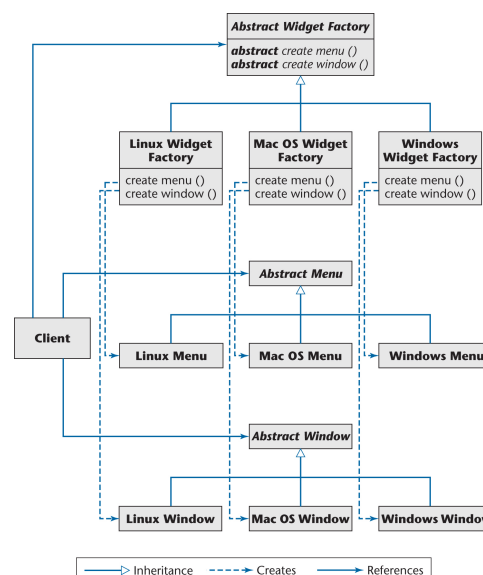 Abstract Widget Factory
abstract create menu ()
abstract create window ()
Linux Widget
Factory
create menu ()
create window ()
Mac OS Widget
Factory
create menu ()
create window ()
Windows
Widget Factory
create menu ()
create window ()
Abstract Menu
Client
Linux Menu
Mac OS Menu
Windows Menu
Abstract Window
Linux Window
Mac OS Window
Windows Window
Inheritance
Creates
References